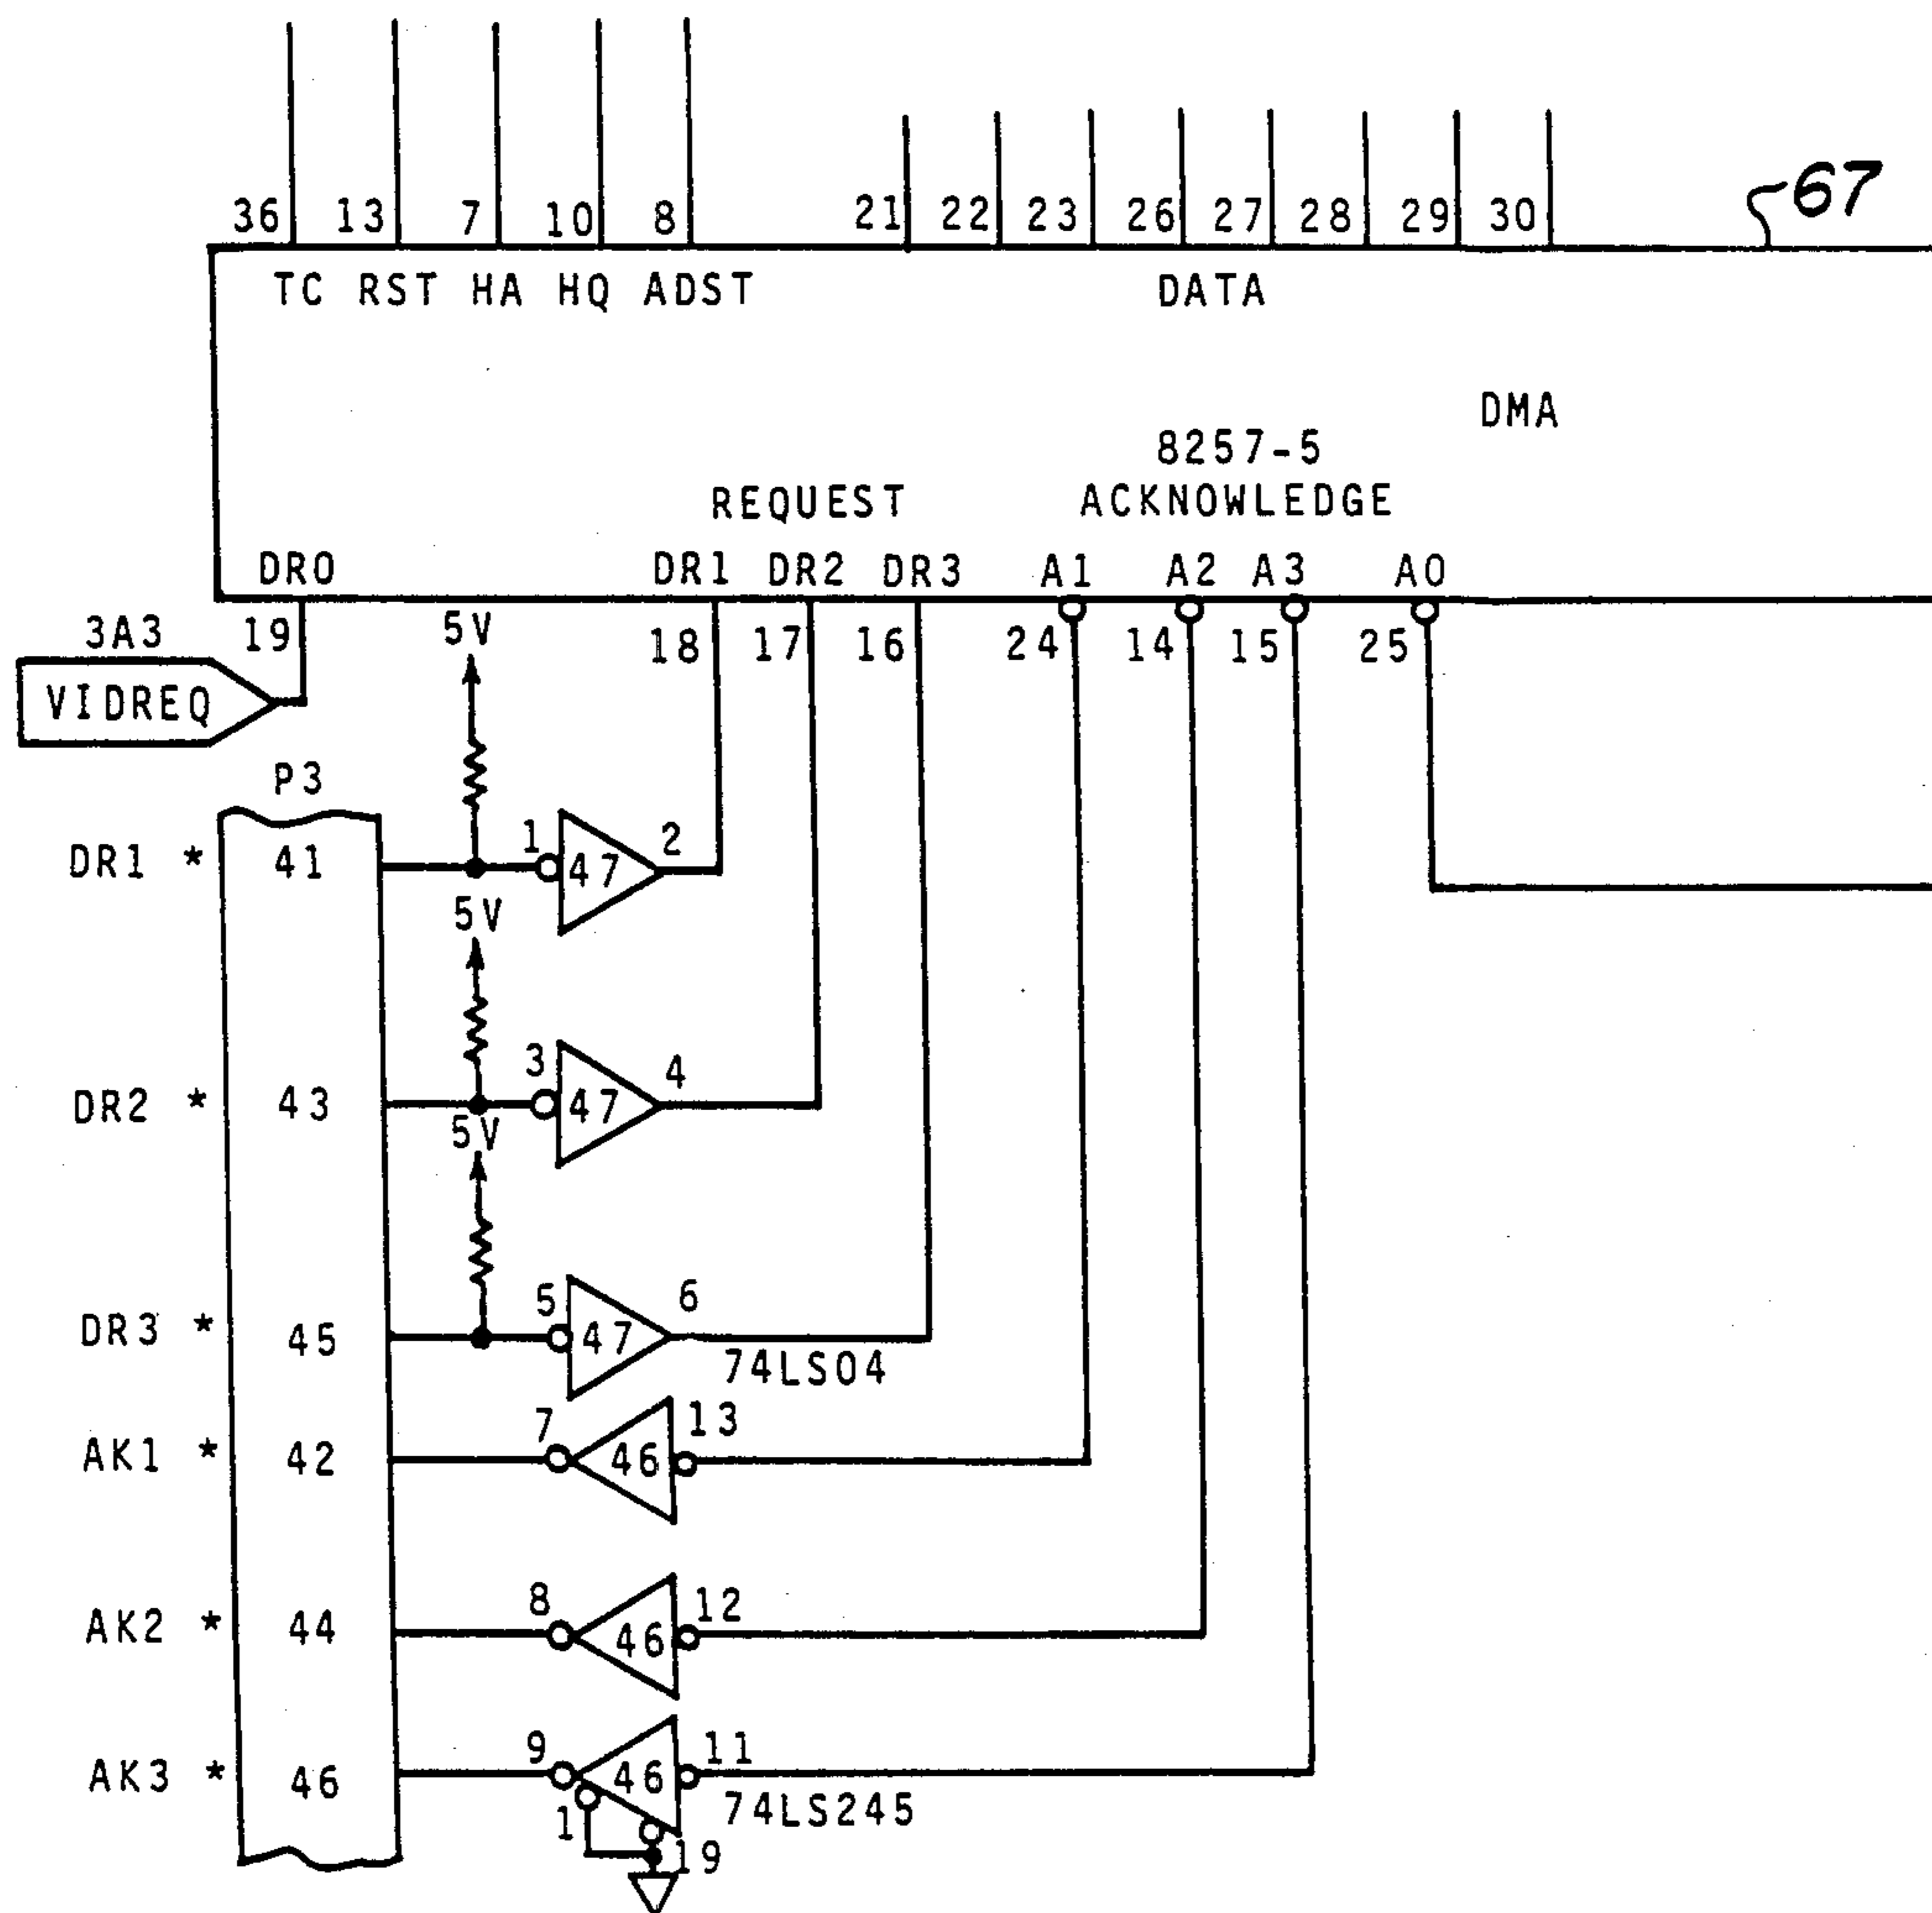 67
36 13 7 10 8 21 22 23 26 27 28 29 30
TC RST HA HQ ADST DATA
DMA
8257-5
REQUEST ACKNOWLEDGE
DR0 DR1 DR2 DR3 A1 A2 A3 A0
3A3 19 5V 18 17 16 24 14 15 25
VIDREQ
P3
DR1 * 41 1 47 2
5V
DR2 * 43 3 47 4
5V
DR3 * 45 5 47 6
74LS04
AK1 * 42 7 46 13
AK2 * 44 8 46 12
AK3 * 46 9 46 11
74LS245
1 19